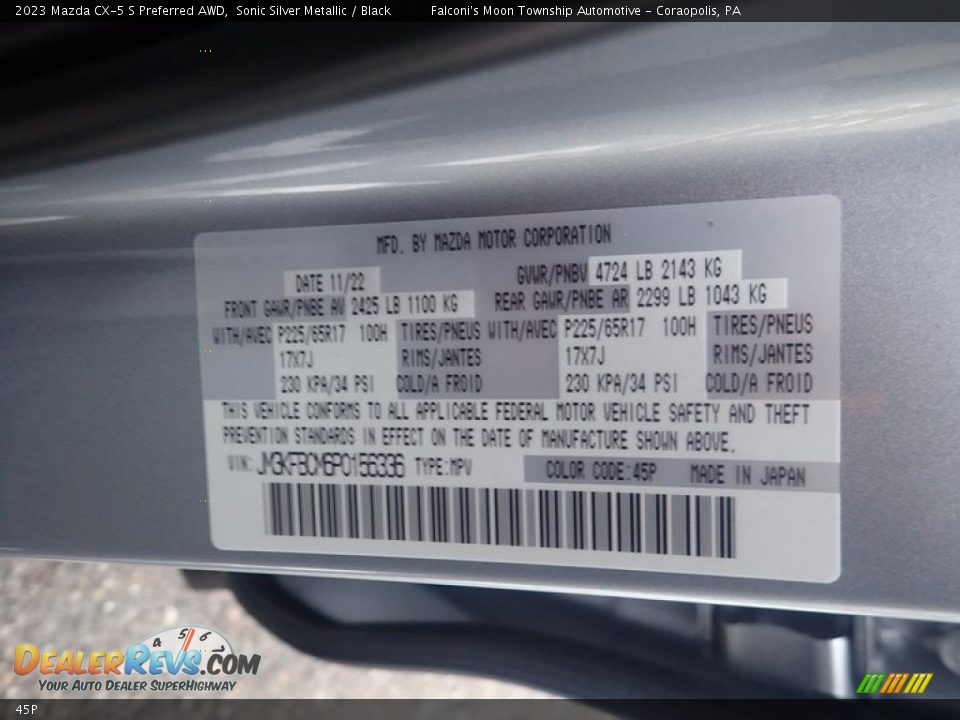 2023 Mazda CX-5 S Preferred AWD, Sonic Silver Metallic / Black Falconi's Moon Township Automotive - Coraopolis, PA
MFD. BY MAZDA MOTOR CORPORATION
DATE 11/22 GVWR/PNBV 4724 LB 2143 KG
FRONT GAWR/PNBE AV 2425 LB 1100 KG REAR GAWR/PNBE AR 2299 LB 1043 KG
WITH/AVEC P225/65R17 100H TIRES/PNEUS WITH/AVEC P225/65R17 100H TIRES/PNEUS
17X7J RIMS/JANTES 17X7J RIMS/JANTES
230 KPA/34 PSI COLD/A FROID 230 KPA/34 PSI COLD/A FROID
THIS VEHICLE CONFORMS TO ALL APPLICABLE FEDERAL MOTOR VEHICLE SAFETY AND THEFT
PREVENTION STANDARDS IN EFFECT ON THE DATE OF MANUFACTURE SHOWN ABOVE.
VIN: JM3KFBCM6P0156336 TYPE:MPV COLOR CODE:45P MADE IN JAPAN
4 5 6
DEALERREVS.COM
YOUR AUTO DEALER SUPERHIGHWAY
45P